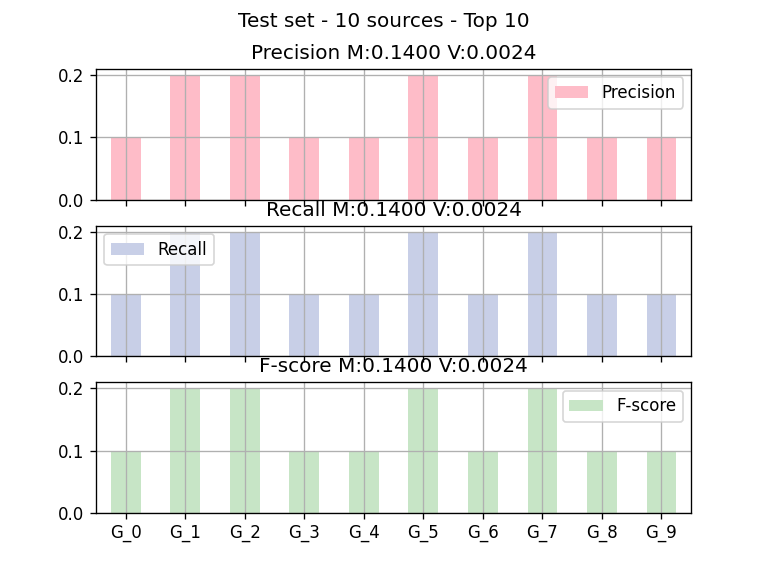 Test set - 10 sources - Top 10
Precision M:0.1400 V:0.0024
0.2
0.1
0.0
Precision
Recall M:0.1400 V:0.0024
0.2
0.1
0.0
Recall
F-score M:0.1400 V:0.0024
0.2
0.1
0.0
F-score
G_0 G_1 G_2 G_3 G_4 G_5 G_6 G_7 G_8 G_9